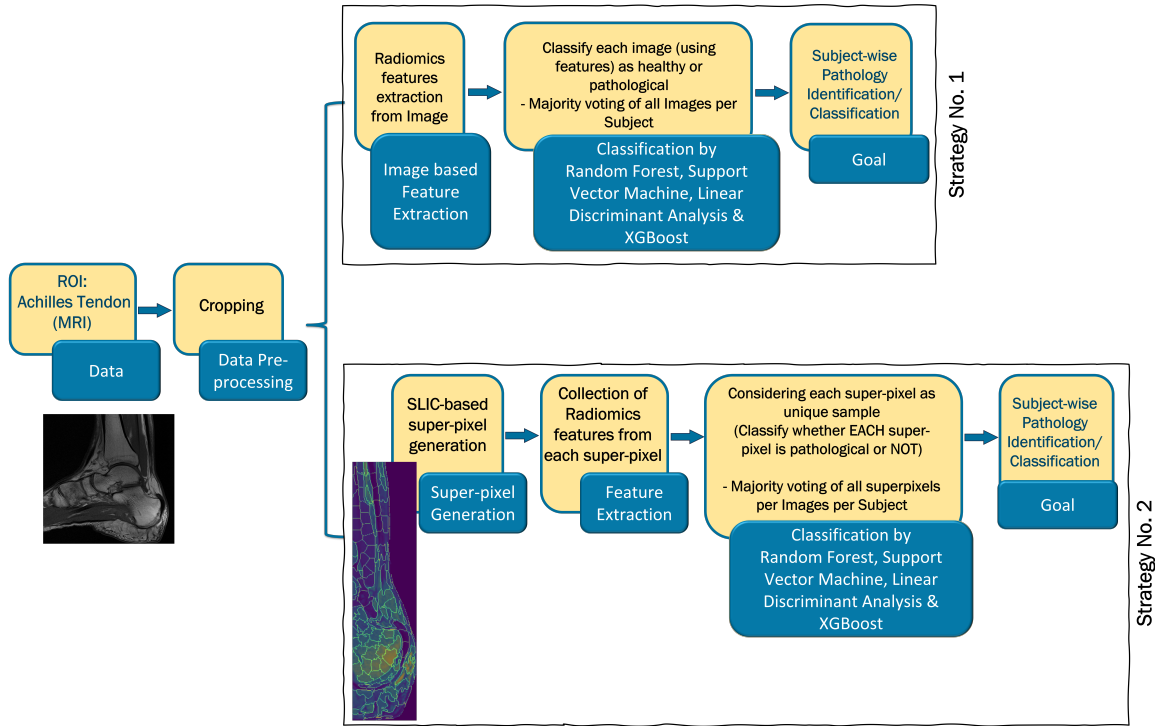 ROI:
Achilles Tendon
(MRI)
Data
Cropping
Data Pre-
processing
Radiomics
features
extraction
from Image
Image based
Feature
Extraction
Classify each image (using
features) as healthy or
pathological
- Majority voting of all Images per
Subject
Classification by
Random Forest, Support
Vector Machine, Linear
Discriminant Analysis &
XGBoost
Subject-wise
Pathology
Identification/
Classification
Goal
Strategy No. 1
SLIC-based
super-pixel
generation
Super-pixel
Generation
Collection of
Radiomics
features from
each super-pixel
Feature
Extraction
Considering each super-pixel as
unique sample
(Classify whether EACH super-
pixel is pathological or NOT)
- Majority voting of all superpixels
per Images per Subject
Classification by
Random Forest, Support
Vector Machine, Linear
Discriminant Analysis &
XGBoost
Subject-wise
Pathology
Identification/
Classification
Goal
Strategy No. 2